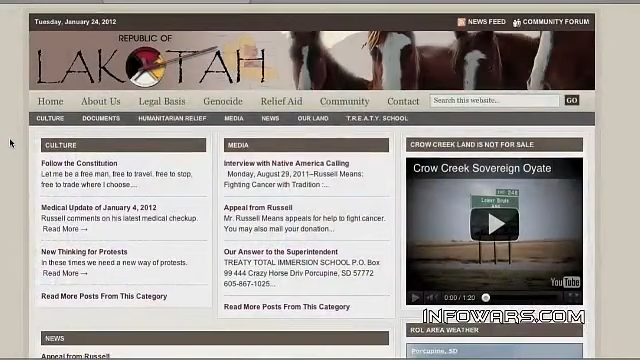 Tuesday, January 24, 2012
NEWS FEED
COMMUNITY FORUM
REPUBLIC OF
LAKOTAH
Home About Us Legal Basis Genocide Relief Aid Community Contact
Search this website...
GO
CULTURE DOCUMENTS HUMANITARIAN RELIEF MEDIA NEWS OUR LAND T.R.E.A.T.Y. SCHOOL
CULTURE
Follow the Constitution
Let me be a free man, free to travel, free to stop,
free to trade where I choose,...
Medical Update of January 4, 2012
Russell comments on his latest medical checkup.
Read More →
New Thinking for Protests
In these times we need a new way of protests.
Read More →
Read More Posts From This Category
MEDIA
Interview with Native America Calling
Monday, August 29, 2011–Russell Means:
Fighting Cancer with Tradition :...
Appeal from Russell
Mr. Russell Means appeals for help to fight cancer.
You may also mail your donation...
Our Answer to the Superintendent
TREATY TOTAL IMMERSION SCHOOL P.O. Box
99 444 Crazy Horse Driv Porcupine, SD 57772
605-867-1025...
Read More Posts From This Category
CROW CREEK LAND IS NOT FOR SALE
Crow Creek Sovereign Oyate
Lower Brule
YouTube
0:00 / 1:20
INFOWARS.COM
ROL AREA WEATHER
Porcupine, SD
NEWS
Appeal from Russell